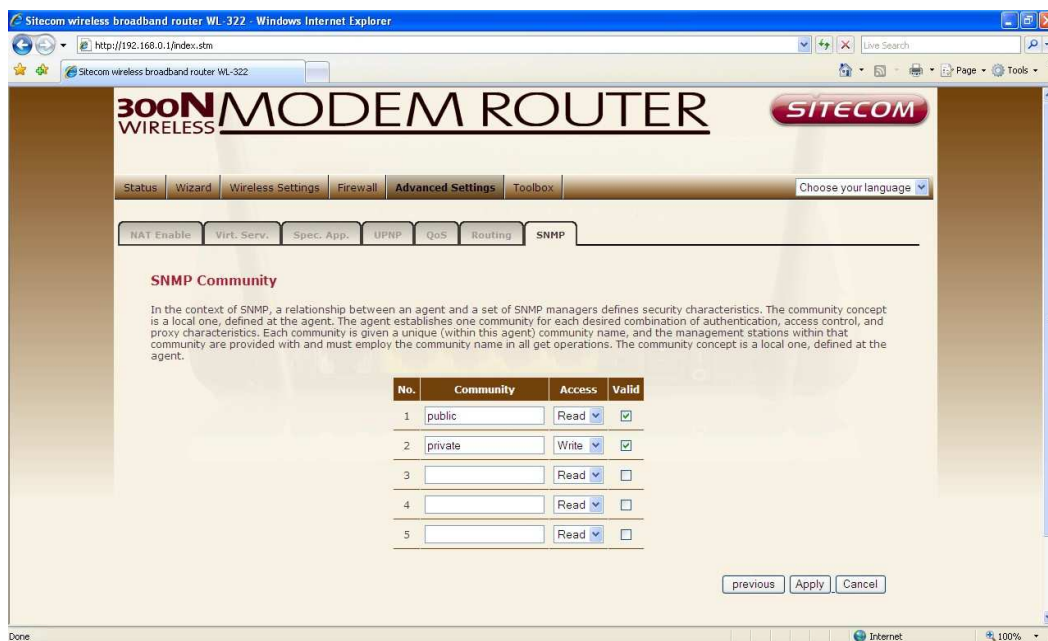 Sitecom wireless broadband router WL-322 - Windows Internet Explorer
http://192.168.0.1/index.stm
Live Search
Sitecom wireless broadband router WL-322
Page
Tools
300N WIRELESS MODEM ROUTER
SITECOM
Status Wizard Wireless Settings Firewall Advanced Settings Toolbox
Choose your language
NAT Enable Virt. Serv. Spec. App. UPNP QoS Routing SNMP
SNMP Community
In the context of SNMP, a relationship between an agent and a set of SNMP managers defines security characteristics. The community concept
is a local one, defined at the agent. The agent establishes one community for each desired combination of authentication, access control, and
proxy characteristics. Each community is given a unique (within this agent) community name, and the management stations within that
community are provided with and must employ the community name in all get operations. The community concept is a local one, defined at the
agent.
No. Community Access Valid
1 public Read
2 private Write
3 Read
4 Read
5 Read
previous Apply Cancel
Done
Internet
100%